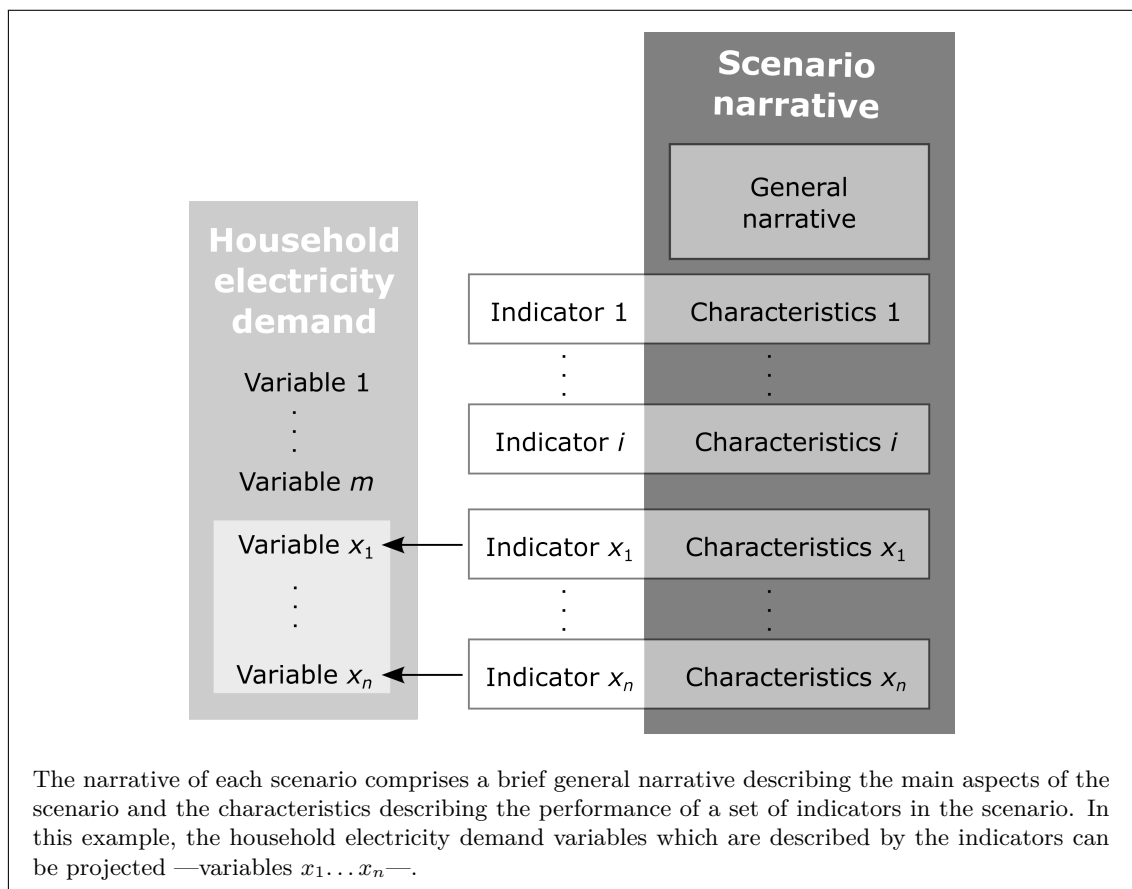 Scenario
narrative
General
narrative
Household
electricity
demand
Indicator 1
Characteristics 1
Variable 1
Indicator i
Characteristics i
Variable m
Variable x₁
Indicator x₁
Characteristics x₁
Variable xₙ
Indicator xₙ
Characteristics xₙ
The narrative of each scenario comprises a brief general narrative describing the main aspects of the
scenario and the characteristics describing the performance of a set of indicators in the scenario. In
this example, the household electricity demand variables which are described by the indicators can
be projected —variables x₁...xₙ—.